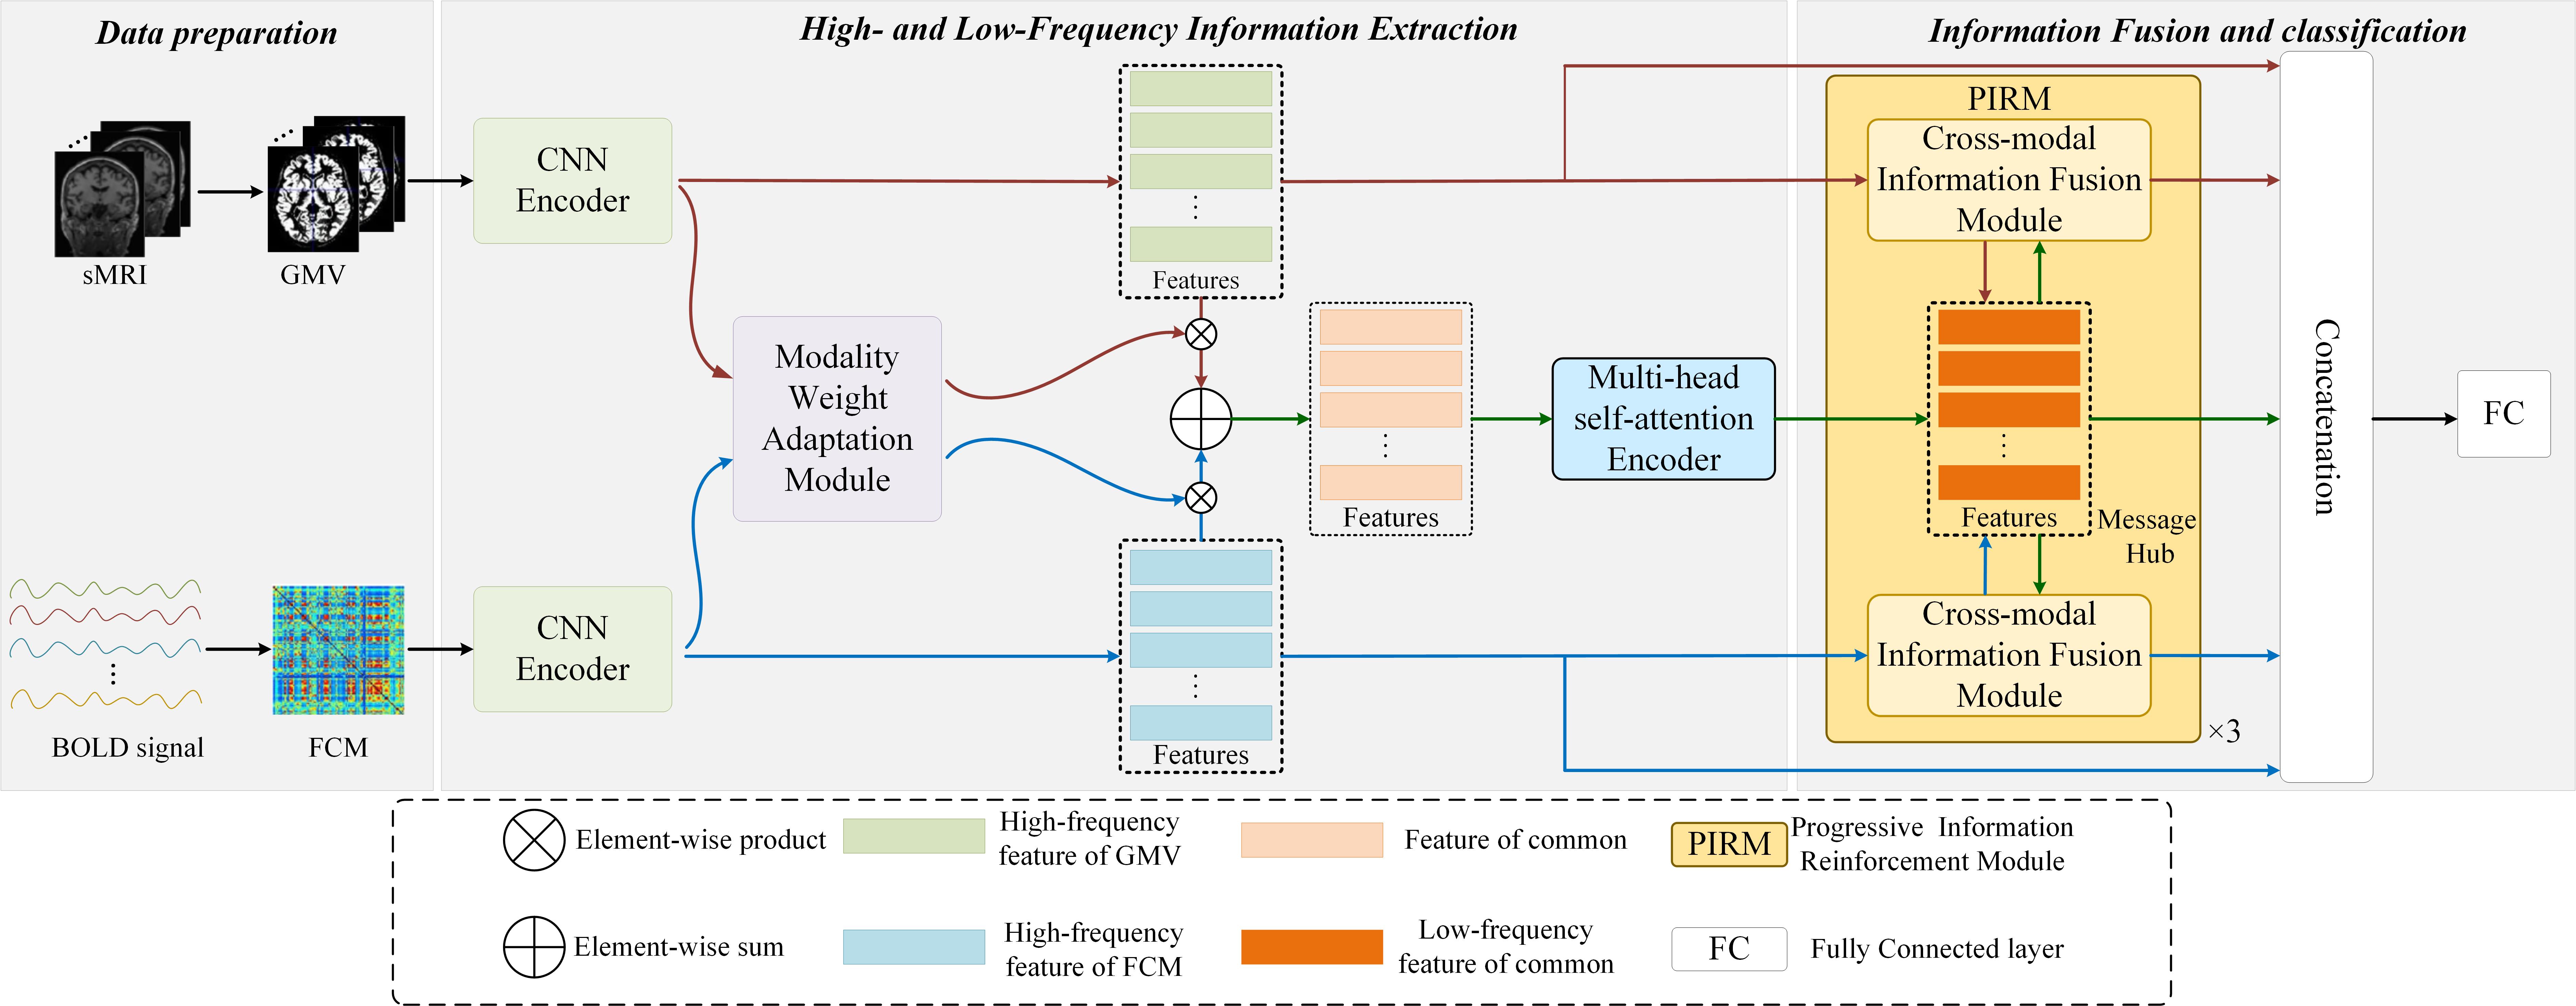 Data preparation
High- and Low-Frequency Information Extraction
Information Fusion and classification
sMRI
GMV
BOLD signal
FCM
CNN
Encoder
CNN
Encoder
Modality
Weight
Adaptation
Module
Features
Features
Features
Multi-head
self-attention
Encoder
PIRM
Cross-modal
Information Fusion
Module
Features
Message
Hub
Cross-modal
Information Fusion
Module
×3
Concatenation
FC
Element-wise product
High-frequency
feature of GMV
Feature of common
PIRM
Progressive Information
Reinforcement Module
Element-wise sum
High-frequency
feature of FCM
Low-frequency
feature of common
FC
Fully Connected layer